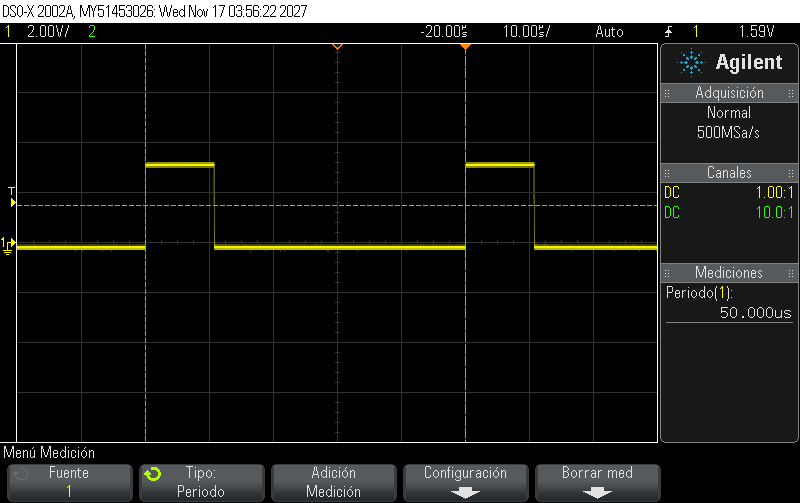 DSO-X 2002A, MY51453026: Wed Nov 17 03:56:22 2027
1 2.00V/ 2 -20.00µs 10.00µs/ Auto 1 1.59V
Agilent
Adquisición
Normal
500MSa/s
Canales
DC 1.00:1
DC 10.0:1
Mediciones
Periodo(1):
50.000us
T
1
Menú Medición
Fuente
1
Tipo:
Periodo
Adición
Medición
Configuración
Borrar med